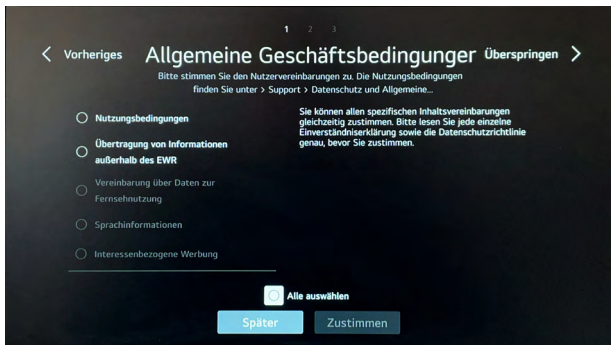 1 2 3
Vorheriges
Allgemeine Geschäftsbedingunger
Überspringen
Bitte stimmen Sie den Nutzervereinbarungen zu. Die Nutzungsbedingungen
finden Sie unter > Support > Datenschutz und Allgemeine...
Nutzungsbedingungen
Übertragung von Informationen
außerhalb des EWR
Vereinbarung über Daten zur
Fernsehnutzung
Sprachinformationen
Interessenbezogene Werbung
Sie können allen spezifischen Inhaltsvereinbarungen
gleichzeitig zustimmen. Bitte lesen Sie jede einzelne
Einverständniserklärung sowie die Datenschutzrichtlinie
genau, bevor Sie zustimmen.
Alle auswählen
Später
Zustimmen